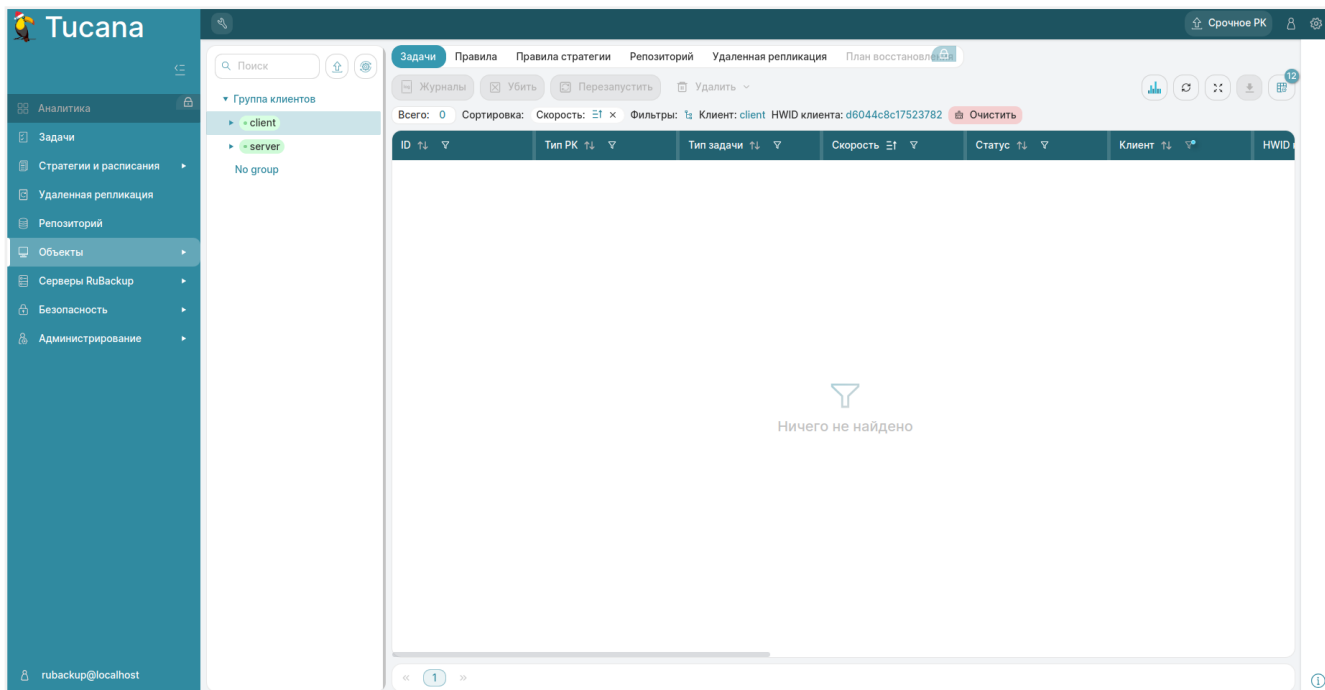 Tucana
Срочное РК
Аналитика
Задачи
Стратегии и расписания
Удаленная репликация
Репозиторий
Объекты
Серверы RuBackup
Безопасность
Администрирование
rubackup@localhost
Поиск
Группа клиентов
client
server
No group
Задачи Правила Правила стратегии Репозиторий Удаленная репликация План восстановления
Журналы Убить Перезапустить Удалить
12
Всего: 0 Сортировка: Скорость: Фильтры: Клиент: client HWID клиента: d6044c8c17523782 Очистить
ID Тип РК Тип задачи Скорость Статус Клиент HWID
Ничего не найдено
« 1 »